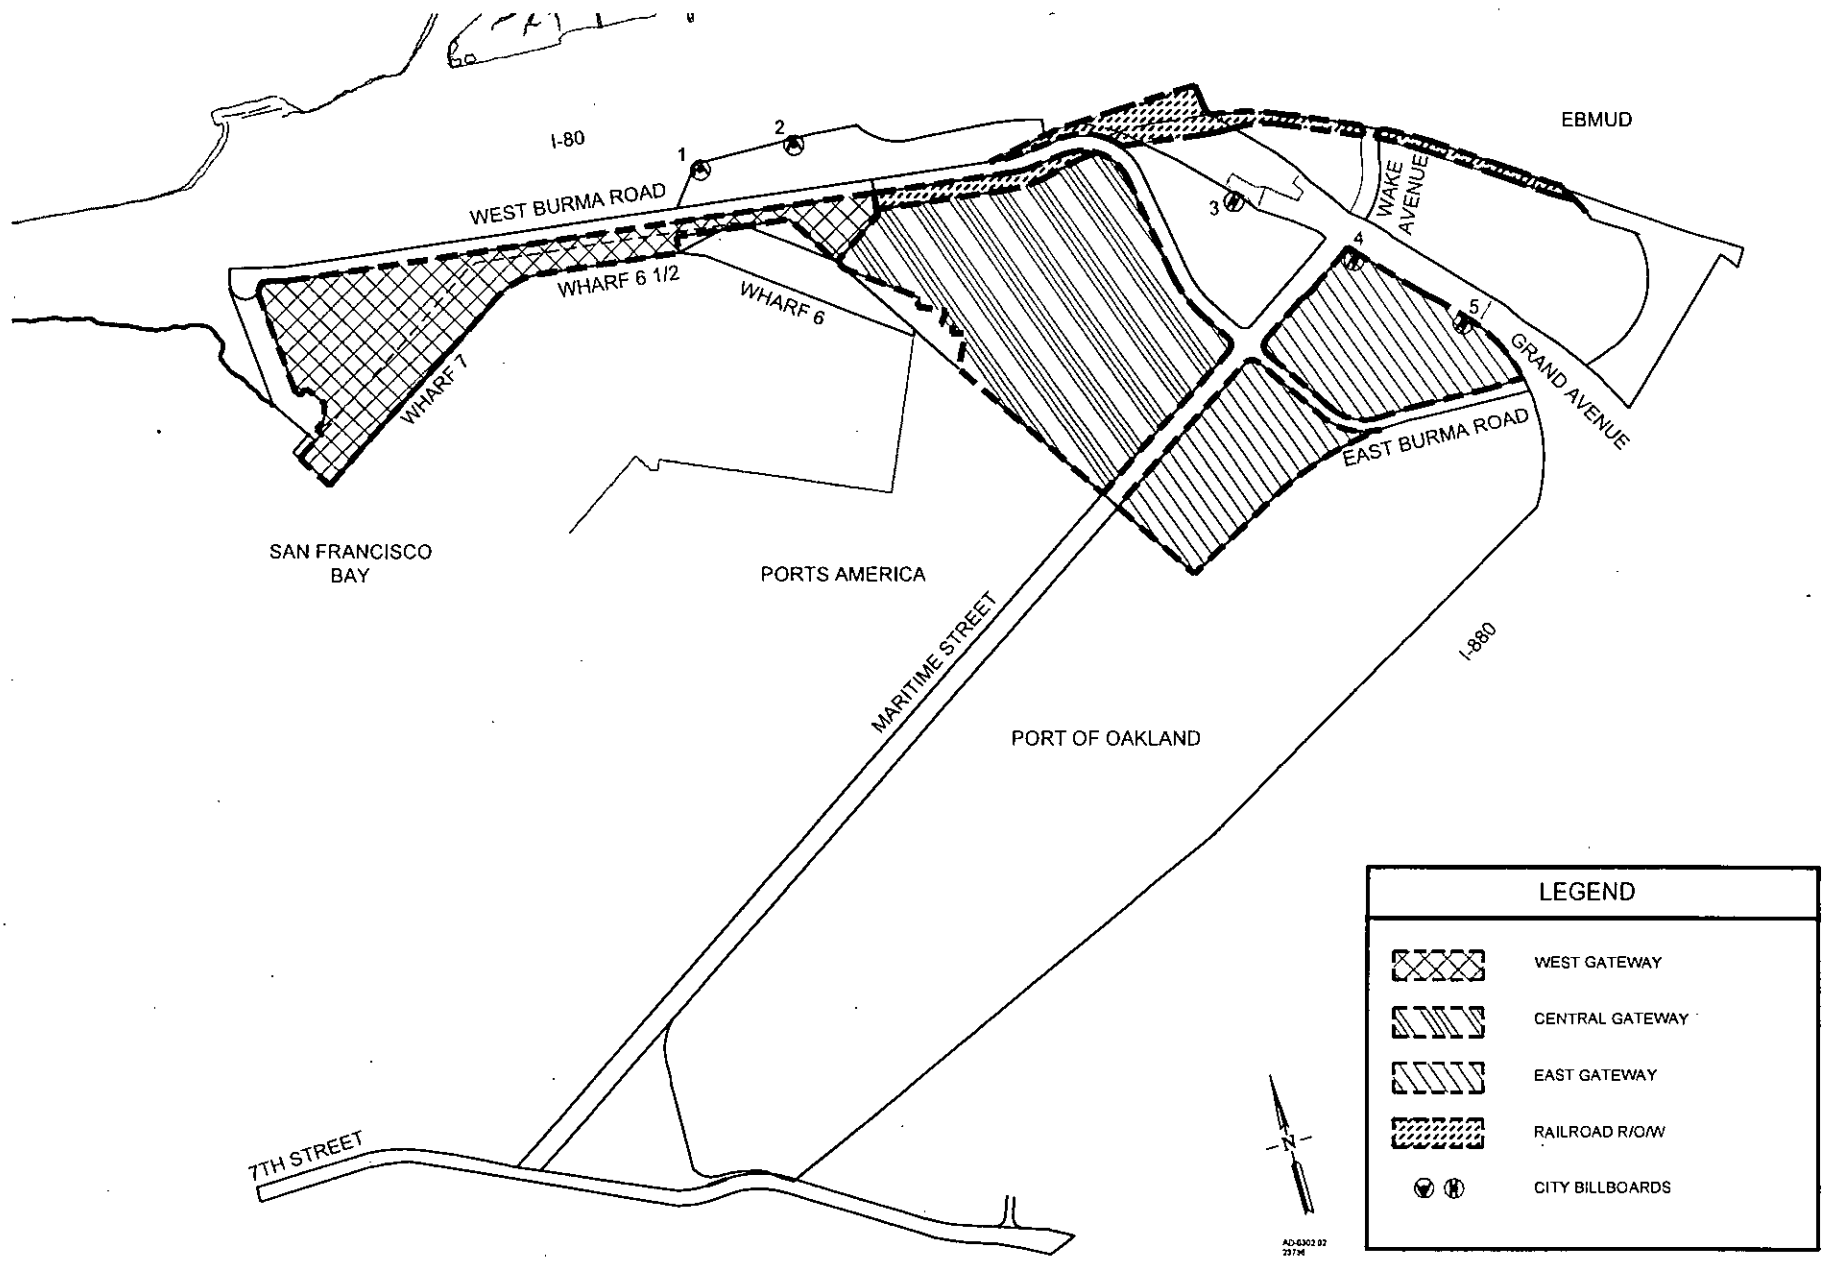 I-80
EBMUD
1
2
3
4
5
WEST BURMA ROAD
WAKE
AVENUE
WHARF 6 1/2
WHARF 6
WHARF 7
GRAND AVENUE
EAST BURMA ROAD
SAN FRANCISCO
BAY
PORTS AMERICA
MARITIME STREET
PORT OF OAKLAND
I-880
7TH STREET
N
LEGEND
WEST GATEWAY
CENTRAL GATEWAY
EAST GATEWAY
RAILROAD R/O/W
CITY BILLBOARDS